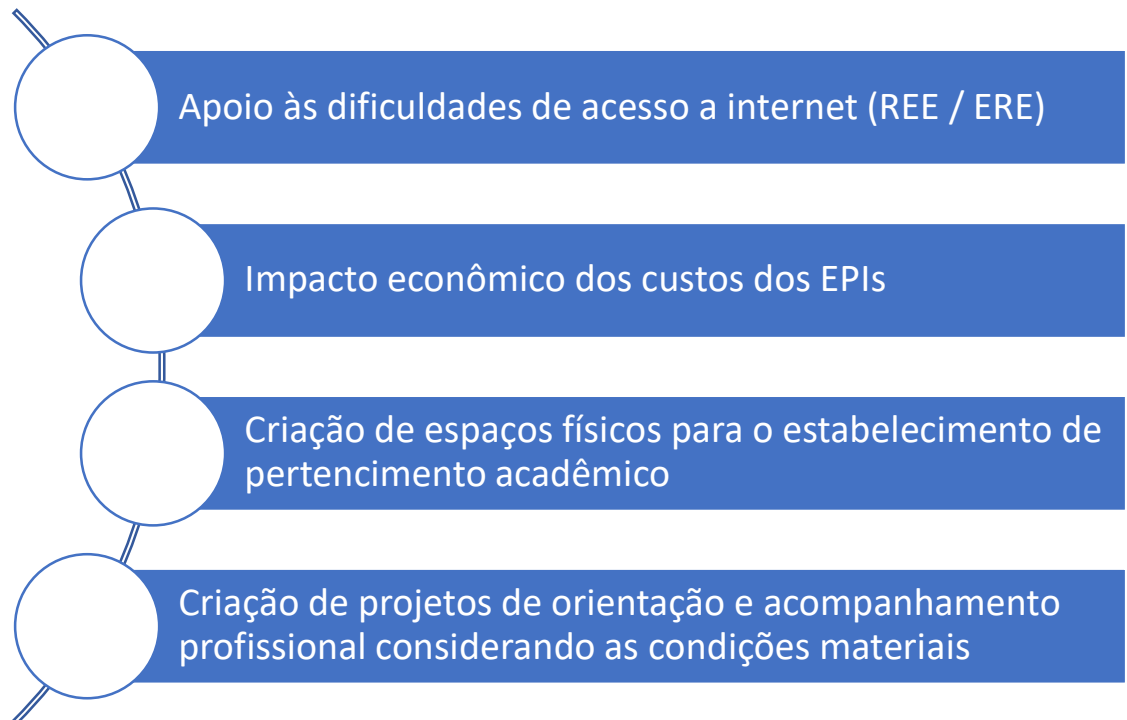 Apoio às dificuldades de acesso a internet (REE / ERE)
Impacto econômico dos custos dos EPIs
Criação de espaços físicos para o estabelecimento de
pertencimento acadêmico
Criação de projetos de orientação e acompanhamento
profissional considerando as condições materiais